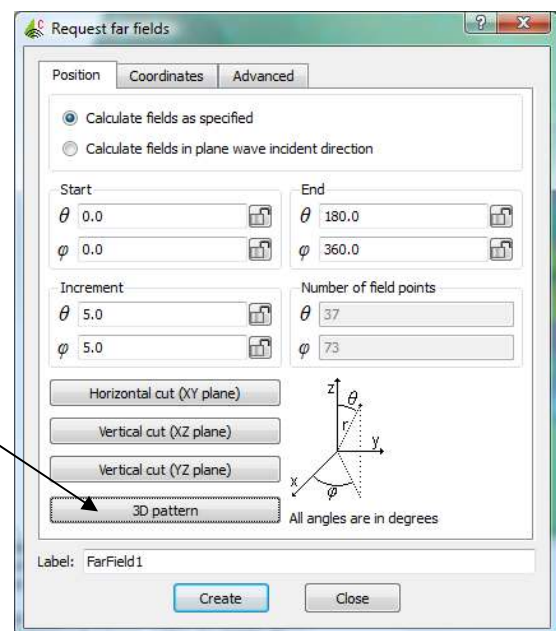 Request far fields
Position Coordinates Advanced
Calculate fields as specified
Calculate fields in plane wave incident direction
Start End
θ 0.0 θ 180.0
φ 0.0 φ 360.0
Increment Number of field points
θ 5.0 θ 37
φ 5.0 φ 73
Horizontal cut (XY plane)
Vertical cut (XZ plane)
Vertical cut (YZ plane)
3D pattern
z θ
r y
x φ
All angles are in degrees
Label: FarField1
Create Close